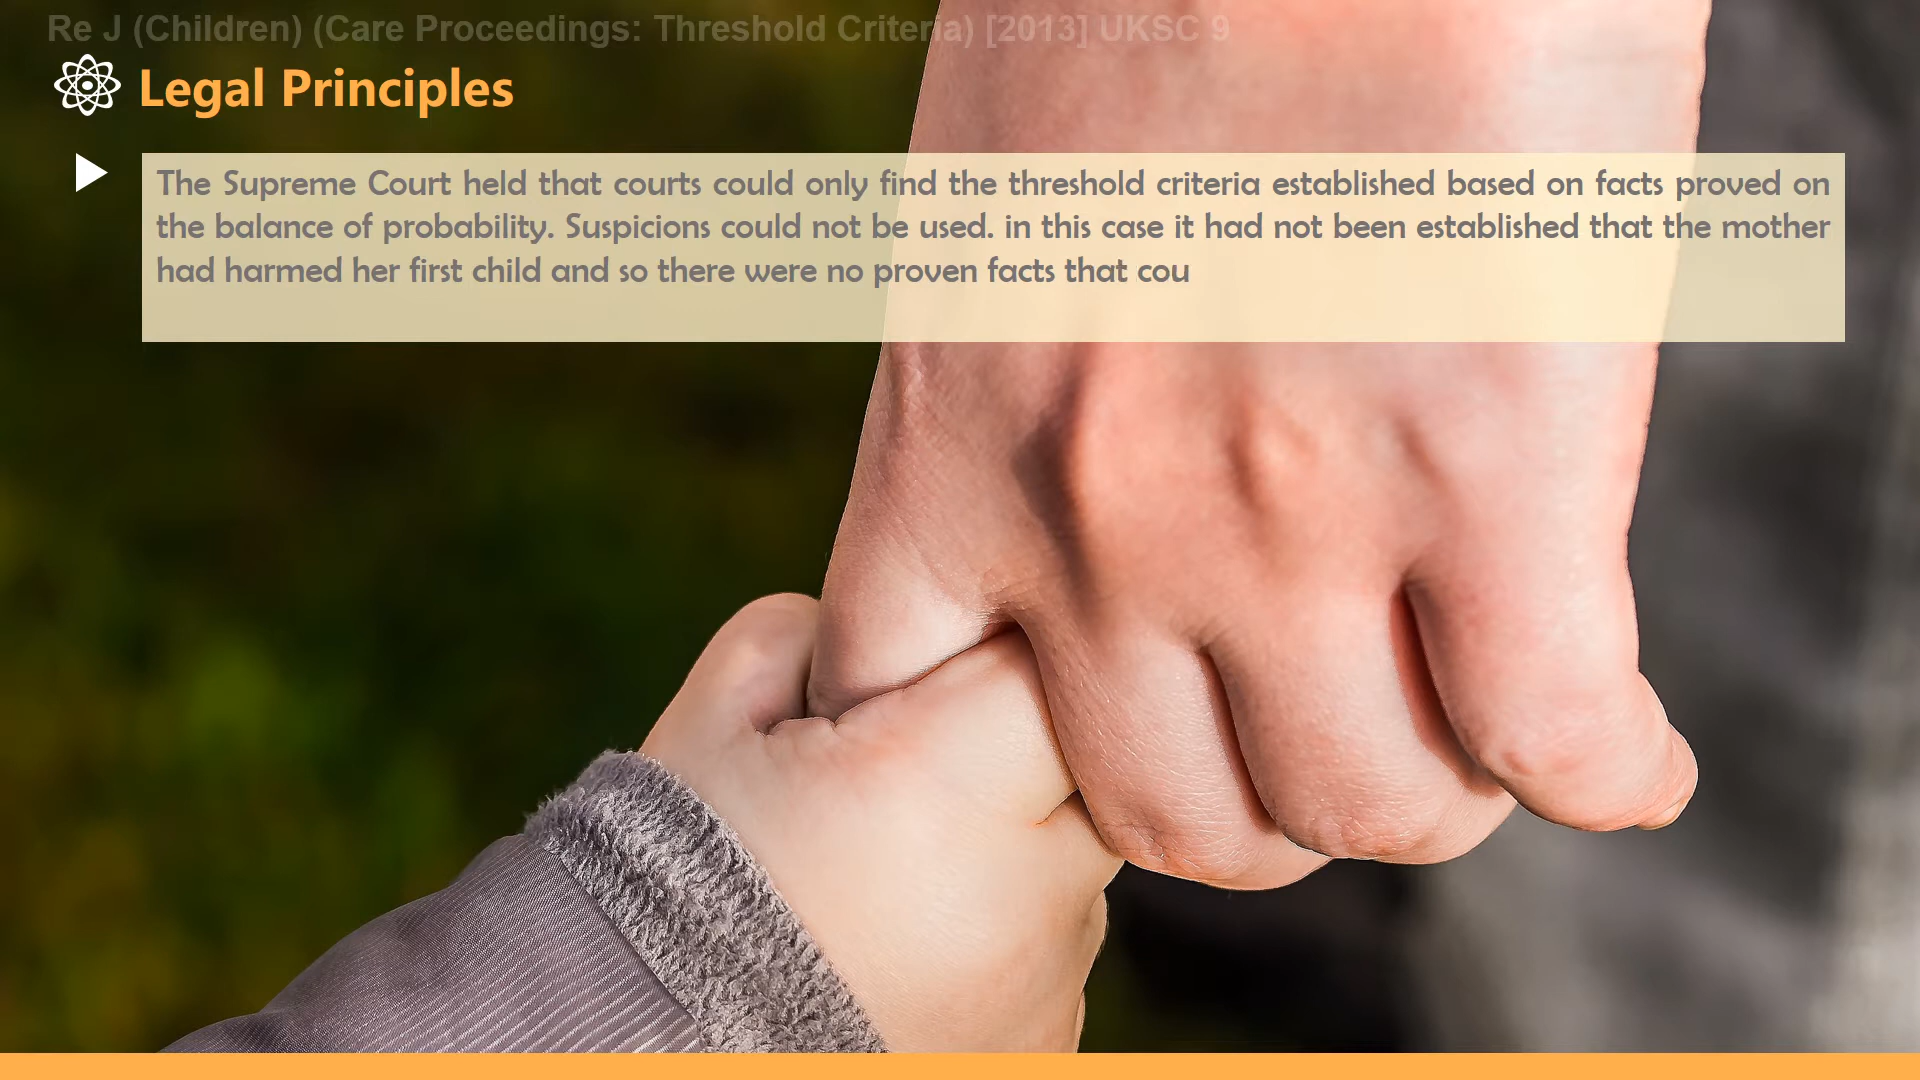 Re J (Children) (Care Proceedings: Threshold Criteria) [2013] UKSC 9
Legal Principles
The Supreme Court held that courts could only find the threshold criteria established based on facts proved on
the balance of probability. Suspicions could not be used. in this case it had not been established that the mother
had harmed her first child and so there were no proven facts that cou